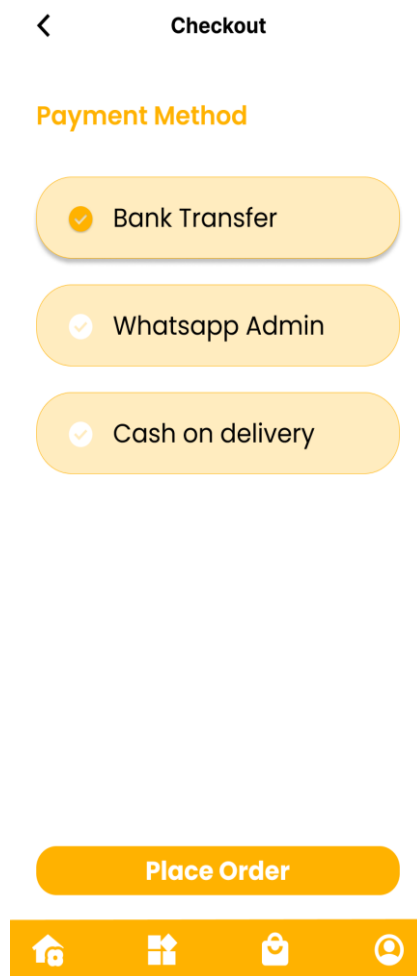 Checkout
Payment Method
Bank Transfer
Whatsapp Admin
Cash on delivery
Place Order